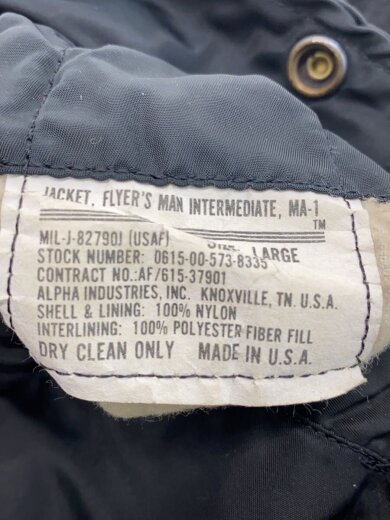 JACKET, FLYER'S MAN INTERMEDIATE, MA-1
TM
MIL-J-82790J (USAF) SIZE: LARGE
STOCK NUMBER: 0615-00-573-8335
CONTRACT NO.:AF/615-37901
ALPHA INDUSTRIES, INC. KNOXVILLE, TN. U.S.A.
SHELL & LINING: 100% NYLON
INTERLINING: 100% POLYESTER FIBER FILL
DRY CLEAN ONLY MADE IN U.S.A.